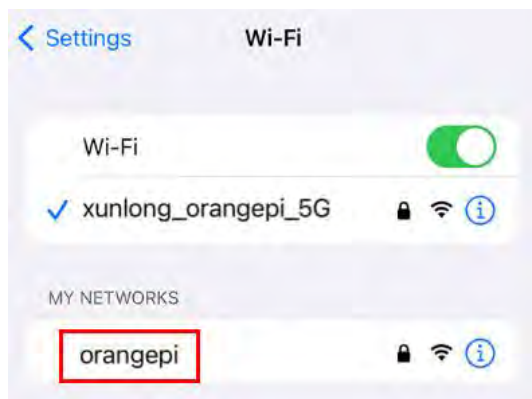 Settings
Wi-Fi
Wi-Fi
xunlong_orangepi_5G
MY NETWORKS
orangepi